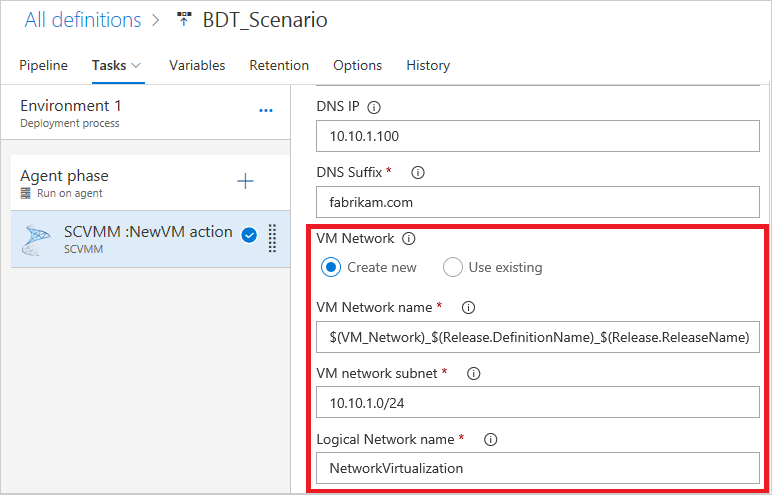 All definitions > BDT_Scenario
Pipeline Tasks Variables Retention Options History
Environment 1
Deployment process
Agent phase
Run on agent
SCVMM :NewVM action
SCVMM
DNS IP
10.10.1.100
DNS Suffix *
fabrikam.com
VM Network
Create new Use existing
VM Network name *
$(VM_Network)_$(Release.DefinitionName)_$(Release.ReleaseName)
VM network subnet *
10.10.1.0/24
Logical Network name *
NetworkVirtualization